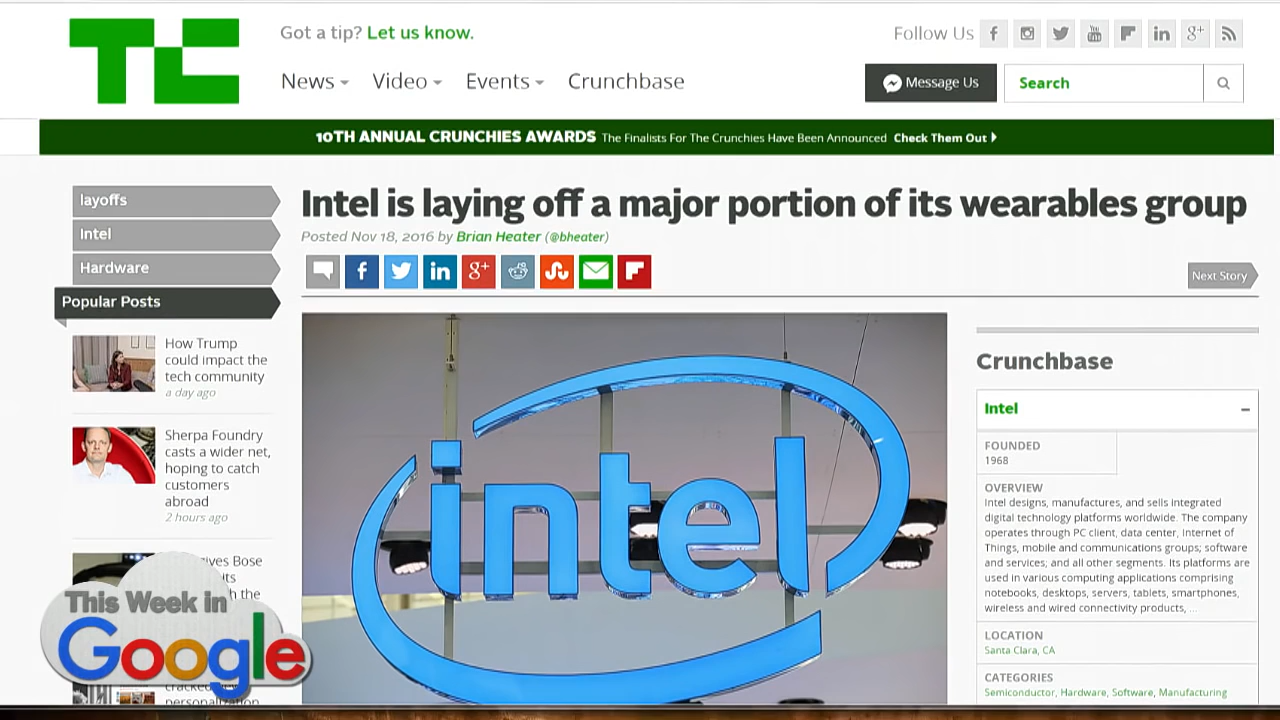 TC
Got a tip? Let us know.
Follow Us
News Video Events Crunchbase
Message Us
Search
10TH ANNUAL CRUNCHIES AWARDS The Finalists For The Crunchies Have Been Announced Check Them Out
layoffs
Intel
Hardware
Popular Posts
How Trump
could impact the
tech community
a day ago
Sherpa Foundry
casts a wider net,
hoping to catch
customers
abroad
2 hours ago
Bose
the
Intel is laying off a major portion of its wearables group
Posted Nov 18, 2016 by Brian Heater (@bheater)
Next Story
intel
Crunchbase
Intel
FOUNDED
1968
OVERVIEW
Intel designs, manufactures, and sells integrated
digital technology platforms worldwide. The company
operates through PC client, data center, Internet of
Things, mobile and communications groups; software
and services; and all other segments. Its platforms are
used in various computing applications comprising
notebooks, desktops, servers, tablets, smartphones,
wireless and wired connectivity products, ...
LOCATION
Santa Clara, CA
CATEGORIES
Semiconductor, Hardware, Software, Manufacturing
This Week in
Google